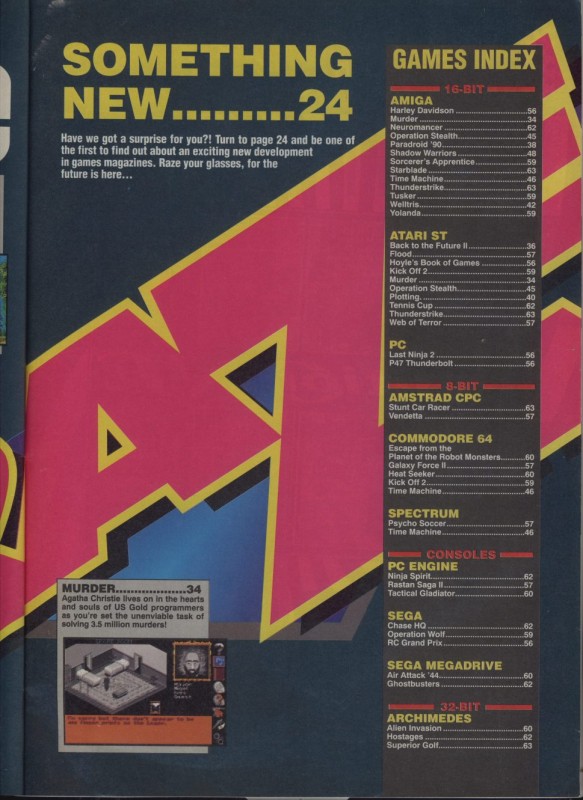 SOMETHING
NEW.........24
Have we got a surprise for you?! Turn to page 24 and be one of
the first to find out about an exciting new development
in games magazines. Raze your glasses, for the
future is here...
MURDER....................34
Agatha Christie lives on in the hearts
and souls of US Gold programmers
as you're set the unenviable task of
solving 3.5 million murders!
GAMES INDEX
16-BIT
AMIGA
Harley Davidson ....................56
Murder ....................34
Neuromancer ....................62
Operation Stealth....................45
Paradroid '90....................38
Shadow Warriors ....................48
Sorcerer's Apprentice ....................59
Starblade ....................63
Time Machine....................46
Thunderstrike....................63
Tusker....................59
Welltris....................42
Yolanda....................59
ATARI ST
Back to the Future II....................36
Flood....................57
Hoyle's Book of Games ....................56
Kick Off 2....................59
Murder ....................34
Operation Stealth....................45
Plotting.....................40
Tennis Cup ....................62
Thunderstrike....................63
Web of Terror....................57
PC
Last Ninja 2 ....................56
P47 Thunderbolt....................56
8-BIT
AMSTRAD CPC
Stunt Car Racer ....................63
Vendetta ....................57
COMMODORE 64
Escape from the
Planet of the Robot Monsters........60
Galaxy Force II....................57
Heat Seeker ....................60
Kick Off 2....................59
Time Machine....................46
SPECTRUM
Psycho Soccer....................57
Time Machine....................46
CONSOLES
PC ENGINE
Ninja Spirit....................62
Rastan Saga II....................57
Tactical Gladiator....................60
SEGA
Chase HQ ....................62
Operation Wolf....................59
RC Grand Prix....................56
SEGA MEGADRIVE
Air Attack '44....................60
Ghostbusters ....................62
32-BIT
ARCHIMEDES
Alien Invasion....................60
Hostages ....................62
Superior Golf....................63